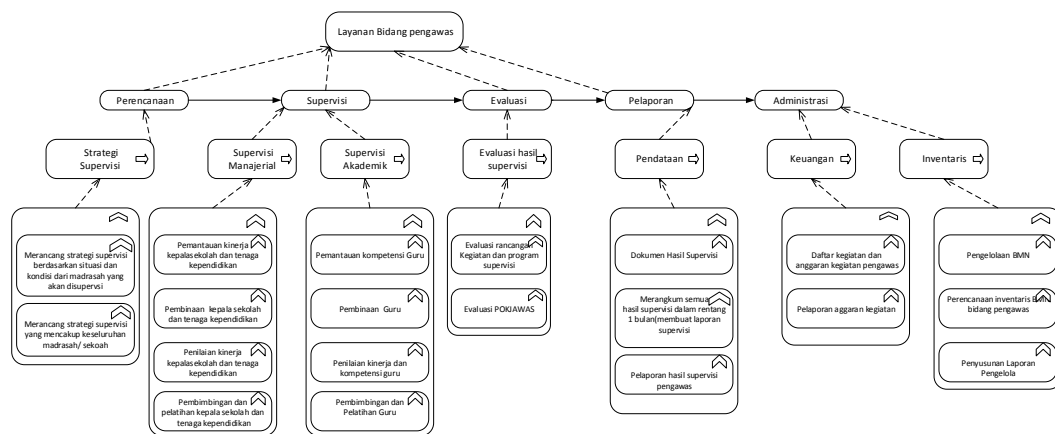 Layanan Bidang pengawas
Perencanaan
Supervisi
Evaluasi
Pelaporan
Administrasi
Strategi
Supervisi
Supervisi
Manajerial
Supervisi
Akademik
Evaluasi hasil
supervisi
Pendataan
Keuangan
Inventaris
Merancang strategi supervisi
berdasarkan situasi dan
kondisi dari madrasah yang
akan disupervsi
Merancang strategi supervisi
yang mencakup keseluruhan
madrasah/ sekoah
Pemantauan kinerja
kepalasekolah dan tenaga
kependidikan
Pembinaan kepala sekolah
dan tenaga kependidikan
Penilaian kinerja
kepalasekolah dan tenaga
kependidikan
Pembimbingan dan
pelatihan kepala sekolah dan
tenaga kependidikan
Pemantauan kompetensi Guru
Pembinaan Guru
Penilaian kinerja dan
kompetensi guru
Pembimbingan dan
Pelatihan Guru
Evaluasi rancangan
Kegiatan dan program
supervisi
Evaluasi POKJAWAS
Dokumen Hasil Supervisi
Merangkum semua
hasil supervisi dalam rentang
1 bulan(membuat laporan
supervisi
Pelaporan hasil supervisi
pengawas
Daftar kegiatan dan
anggaran kegiatan pengawas
Pelaporan aggaran kegiatan
Pengelolaan BMN
Perencanaan inventaris BMN
bidang pengawas
Penyusunan Laporan
Pengelola